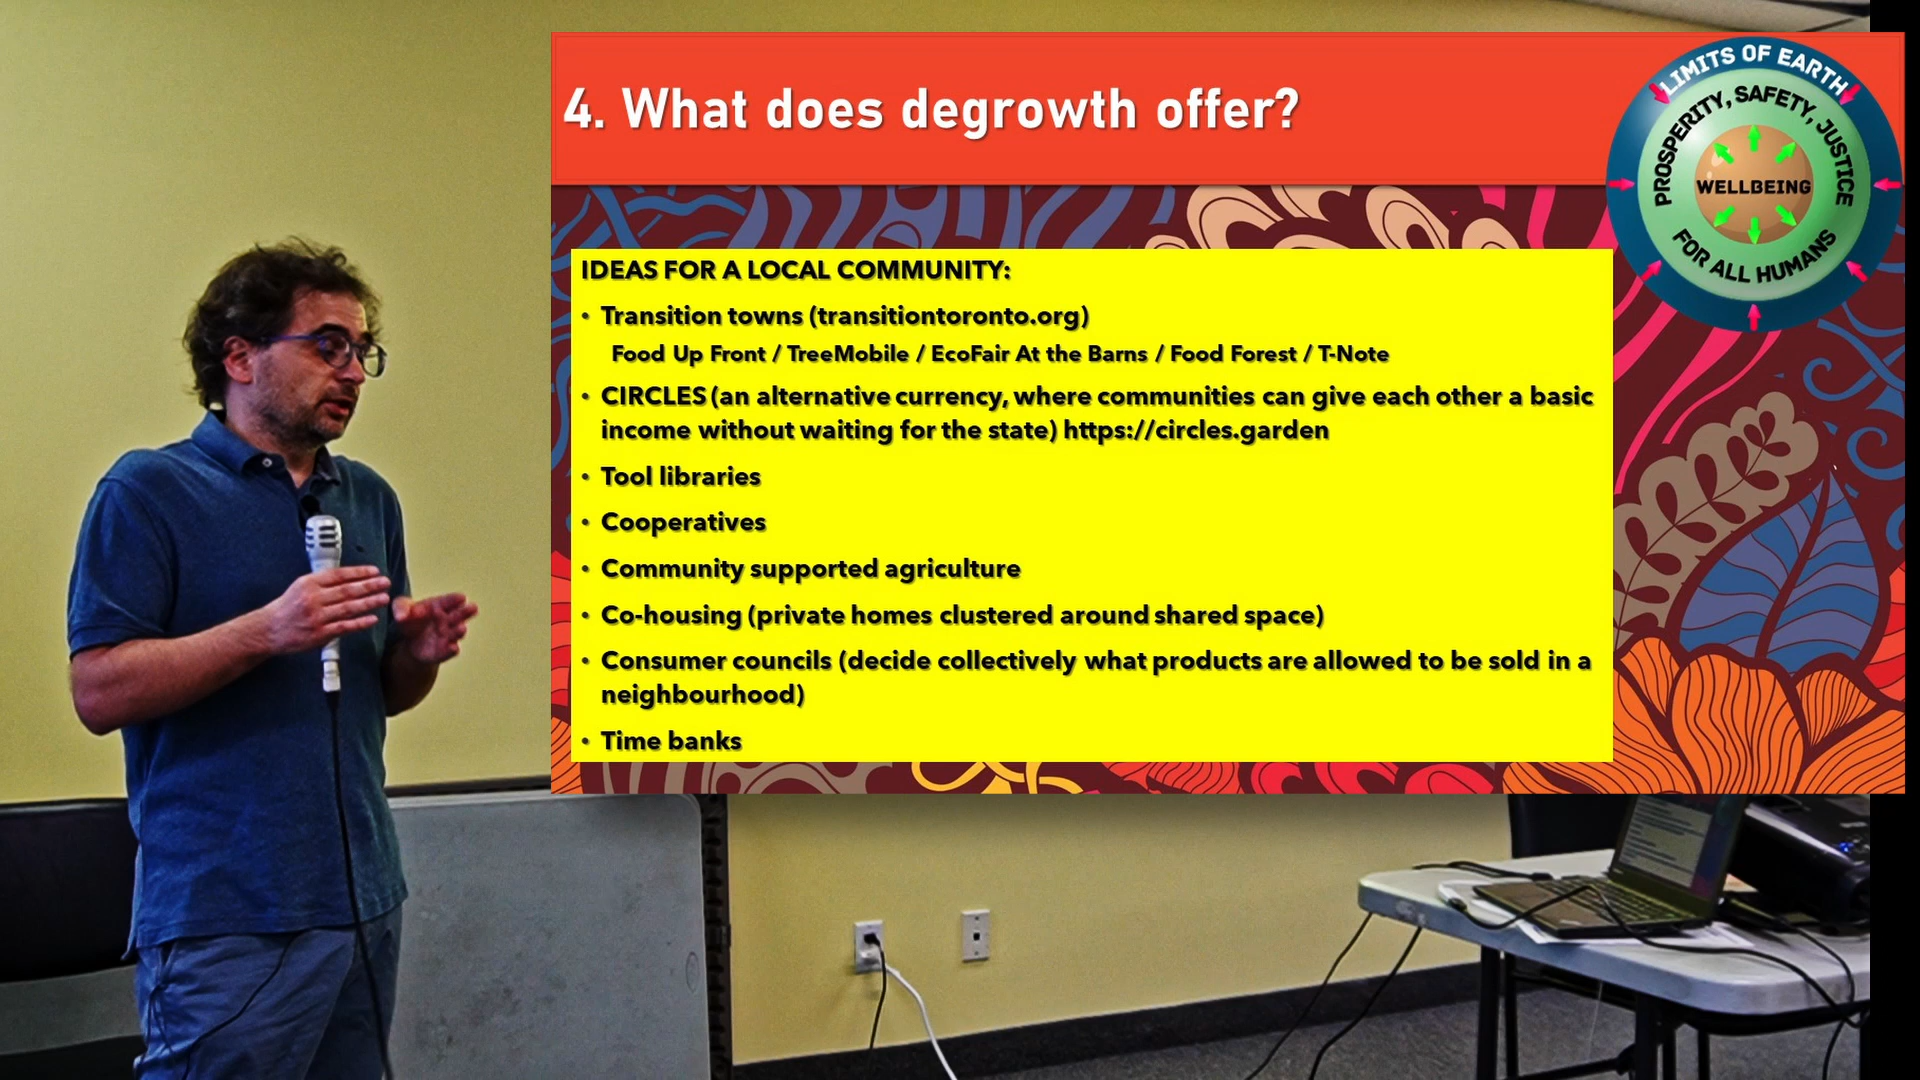 4. What does degrowth offer?
LIMITS OF EARTH
PROSPERITY, SAFETY, JUSTICE
WELLBEING
FOR ALL HUMANS
IDEAS FOR A LOCAL COMMUNITY:
• Transition towns (transitiontoronto.org)
Food Up Front / TreeMobile / EcoFair At the Barns / Food Forest / T-Note
• CIRCLES (an alternative currency, where communities can give each other a basic
income without waiting for the state) https://circles.garden
• Tool libraries
• Cooperatives
• Community supported agriculture
• Co-housing (private homes clustered around shared space)
• Consumer councils (decide collectively what products are allowed to be sold in a
neighbourhood)
• Time banks